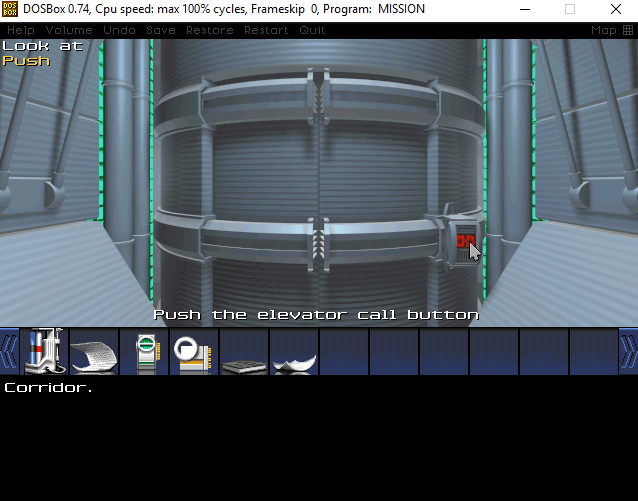 DOSBox 0.74, Cpu speed: max 100% cycles, Frameskip 0, Program: MISSION
Help Volume Undo Save Restore Restart Quit Map
Look at
Push
Push the elevator call button
Corridor.